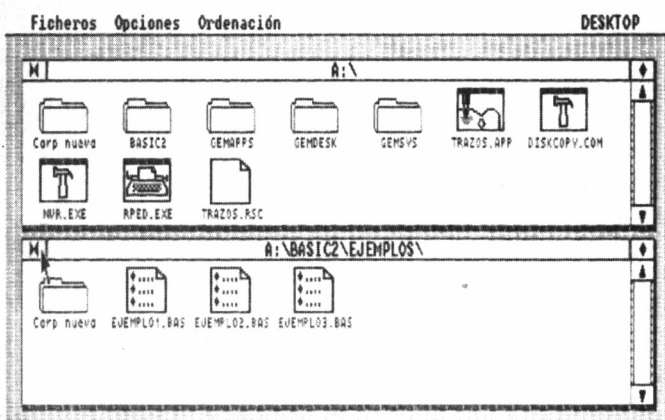 Ficheros Opciones Ordenación DESKTOP
A:\
Carp nueva BASIC2 GEMAPPS GEMDESK GEMSYS TRAZOS.APP DISKCOPY.COM
NVR.EXE RPED.EXE TRAZOS.RSC
A:\BASIC2\EJEMPLOS\
Carp nueva EJEMPLO1.BAS EJEMPLO2.BAS EJEMPLO3.BAS